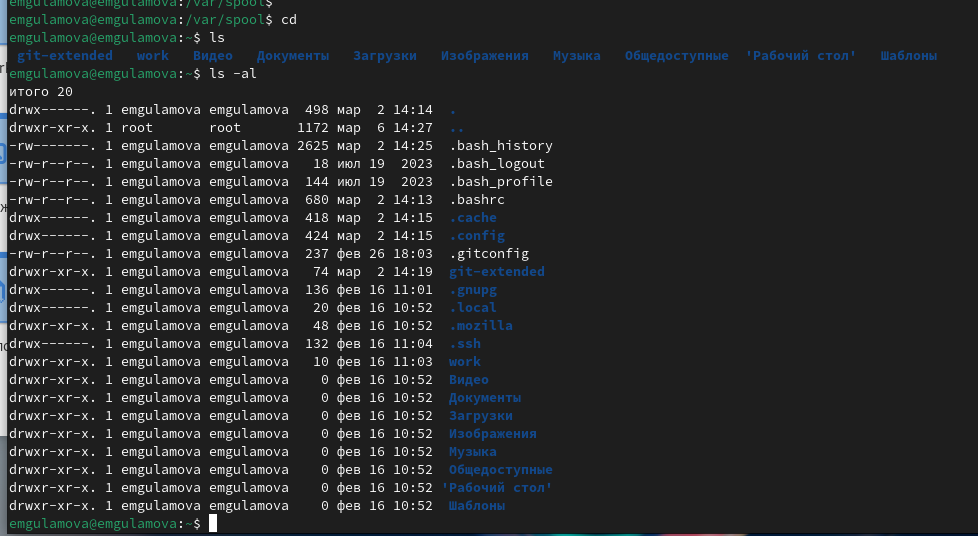 emgulamova@emgulamova:/var/spool$
emgulamova@emgulamova:/var/spool$ cd
emgulamova@emgulamova:~$ ls
git-extended work Видео Документы Загрузки Изображения Музыка Общедоступные 'Рабочий стол' Шаблоны
emgulamova@emgulamova:~$ ls -al
итого 20
drwx------. 1 emgulamova emgulamova 498 мар 2 14:14 .
drwxr-xr-x. 1 root root 1172 мар 6 14:27 ..
-rw-------. 1 emgulamova emgulamova 2625 мар 2 14:25 .bash_history
-rw-r--r--. 1 emgulamova emgulamova 18 июл 19 2023 .bash_logout
-rw-r--r--. 1 emgulamova emgulamova 144 июл 19 2023 .bash_profile
-rw-r--r--. 1 emgulamova emgulamova 680 мар 2 14:13 .bashrc
drwx------. 1 emgulamova emgulamova 418 мар 2 14:15 .cache
drwx------. 1 emgulamova emgulamova 424 мар 2 14:15 .config
-rw-r--r--. 1 emgulamova emgulamova 237 фев 26 18:03 .gitconfig
drwxr-xr-x. 1 emgulamova emgulamova 74 мар 2 14:19 git-extended
drwx------. 1 emgulamova emgulamova 136 фев 16 11:01 .gnupg
drwx------. 1 emgulamova emgulamova 20 фев 16 10:52 .local
drwxr-xr-x. 1 emgulamova emgulamova 48 фев 16 10:52 .mozilla
drwx------. 1 emgulamova emgulamova 132 фев 16 11:04 .ssh
drwxr-xr-x. 1 emgulamova emgulamova 10 фев 16 11:03 work
drwxr-xr-x. 1 emgulamova emgulamova 0 фев 16 10:52 Видео
drwxr-xr-x. 1 emgulamova emgulamova 0 фев 16 10:52 Документы
drwxr-xr-x. 1 emgulamova emgulamova 0 фев 16 10:52 Загрузки
drwxr-xr-x. 1 emgulamova emgulamova 0 фев 16 10:52 Изображения
drwxr-xr-x. 1 emgulamova emgulamova 0 фев 16 10:52 Музыка
drwxr-xr-x. 1 emgulamova emgulamova 0 фев 16 10:52 Общедоступные
drwxr-xr-x. 1 emgulamova emgulamova 0 фев 16 10:52 'Рабочий стол'
drwxr-xr-x. 1 emgulamova emgulamova 0 фев 16 10:52 Шаблоны
emgulamova@emgulamova:~$